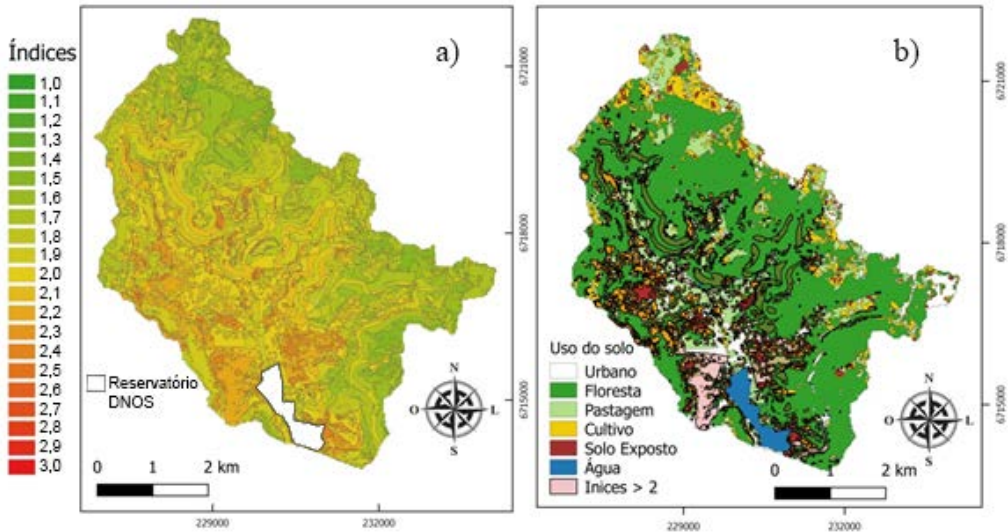 a)
Índices
1,0
1,1
1,2
1,3
1,4
1,5
1,6
1,7
1,8
1,9
2,0
2,1
2,2
2,3
2,4
2,5
2,6
2,7
2,8
2,9
3,0
Reservatório
DNOS
0 1 2 km
N
O L
S
6721000
6718000
6715000
229000 232000
b)
Uso do solo
Urbano
Floresta
Pastagem
Cultivo
Solo Exposto
Água
Inices > 2
N
O L
S
0 1 2 km
6721000
6718000
6715000
229000 232000